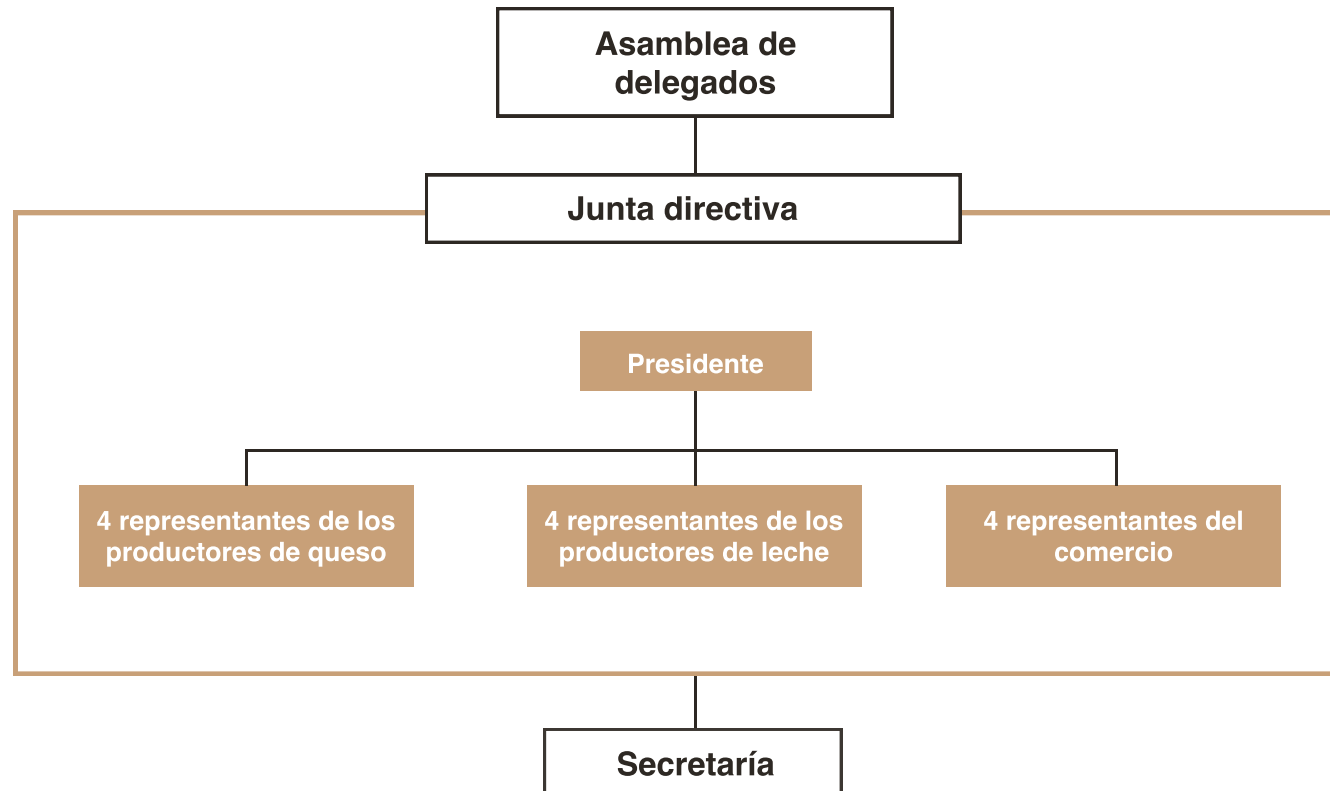 Asamblea de
delegados
Junta directiva
Presidente
4 representantes de los
productores de queso
4 representantes de los
productores de leche
4 representantes del
comercio
Secretaría